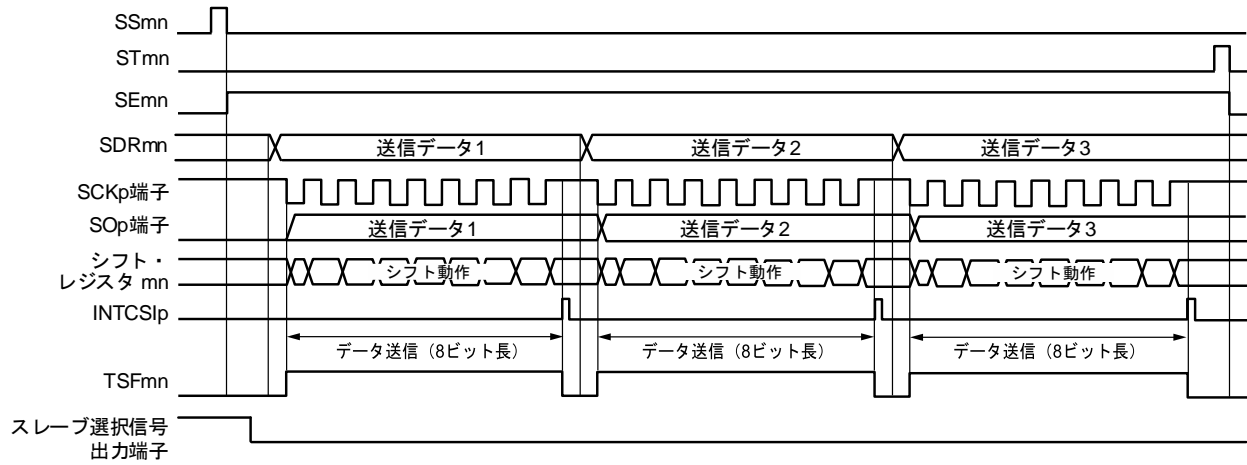 SSmn
STmn
SEmn
SDRmn 送信データ1 送信データ2 送信データ3
SCKp端子
SOp端子 送信データ1 送信データ2 送信データ3
シフト・
レジスタ mn シフト動作 シフト動作 シフト動作
INTCSIp
データ送信（8ビット長） データ送信（8ビット長） データ送信（8ビット長）
TSFmn
スレーブ選択信号
出力端子